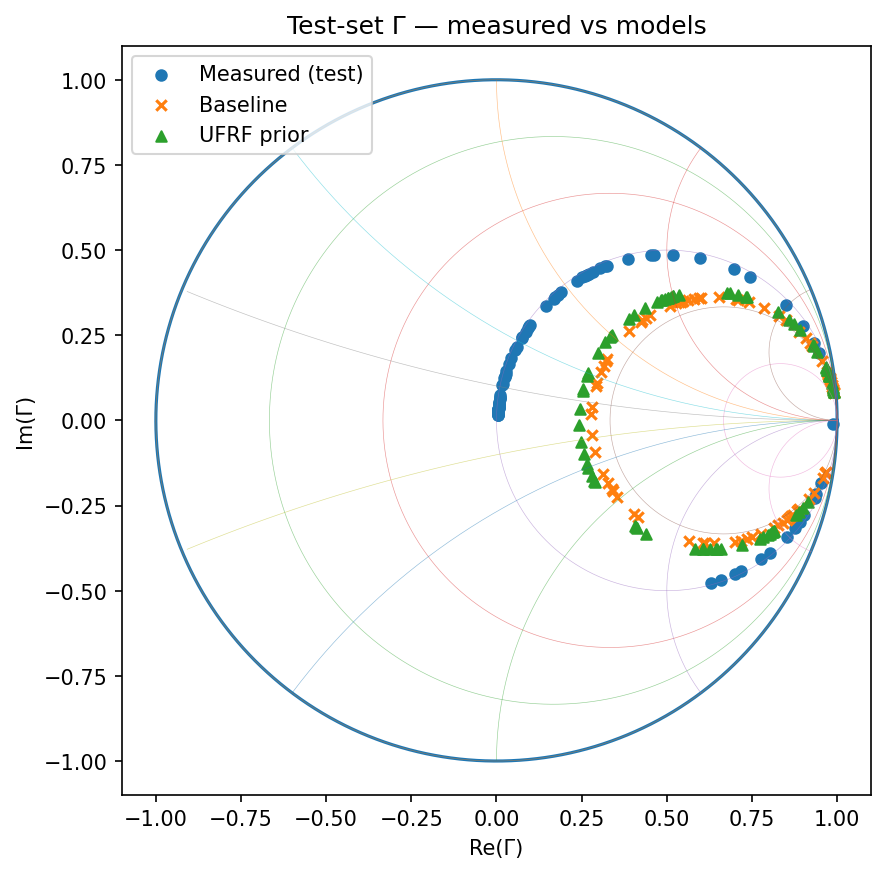 Test-set Γ — measured vs models
Measured (test)
Baseline
UFRF prior
1.00
0.75
0.50
0.25
0.00
−0.25
−0.50
−0.75
−1.00
Im(Γ)
−1.00 −0.75 −0.50 −0.25 0.00 0.25 0.50 0.75 1.00
Re(Γ)